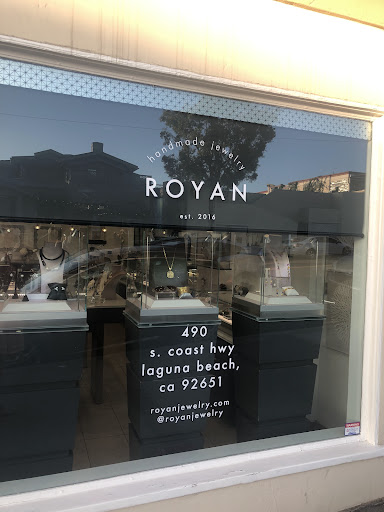 handmade jewelry
ROYAN
est. 2016
490
s. coast hwy
laguna beach,
ca 92651
royanjewelry.com
@royanjewelry